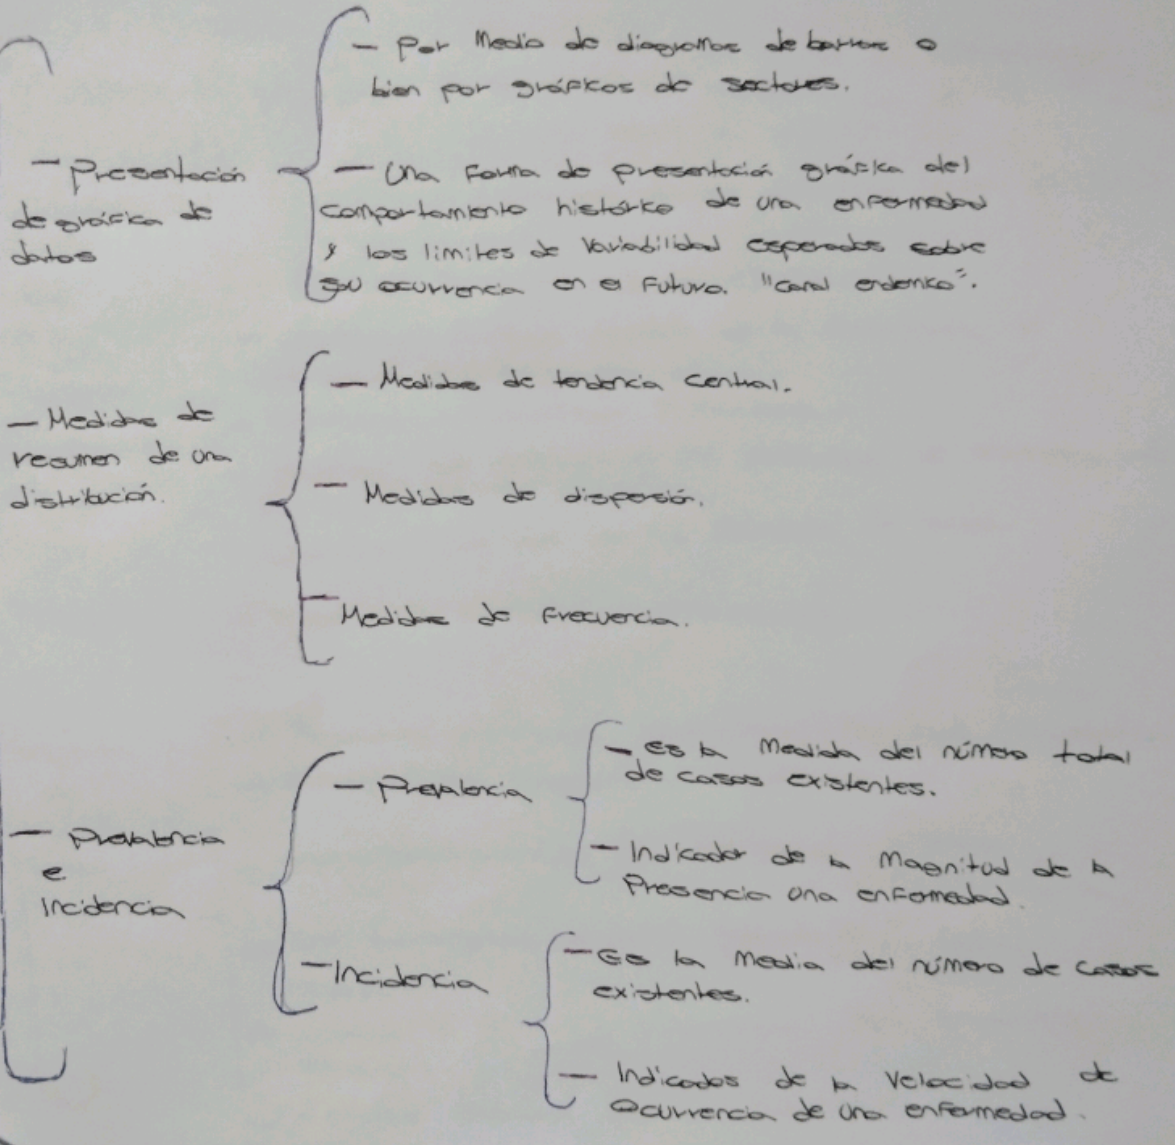 - Por Medio de diagramas de barras o
bien por gráficos de sectores.
- Presentación
de gráfica de
datos
- Una forma de presentación gráfica del
comportamiento histórico de una enfermedad
y los limites de Variabilidad esperados sobre
su ocurrencia en el Futuro. "Canal endemico".
- Medidas de
resumen de una
distribución.
- Medidas de tendencia central.
- Medidas de dispersión.
- Medidas de Frecuencia.
- Prevalencia
e
Incidencia
- Prevalencia
- es la Medida del número total
de casos existentes.
- Indicador de la Magnitud de la
Presencia una enfermedad.
- Incidencia
- Es la Media del número de casos
existentes.
- Indicados de la Velocidad de
Ocurrencia de una enfermedad.